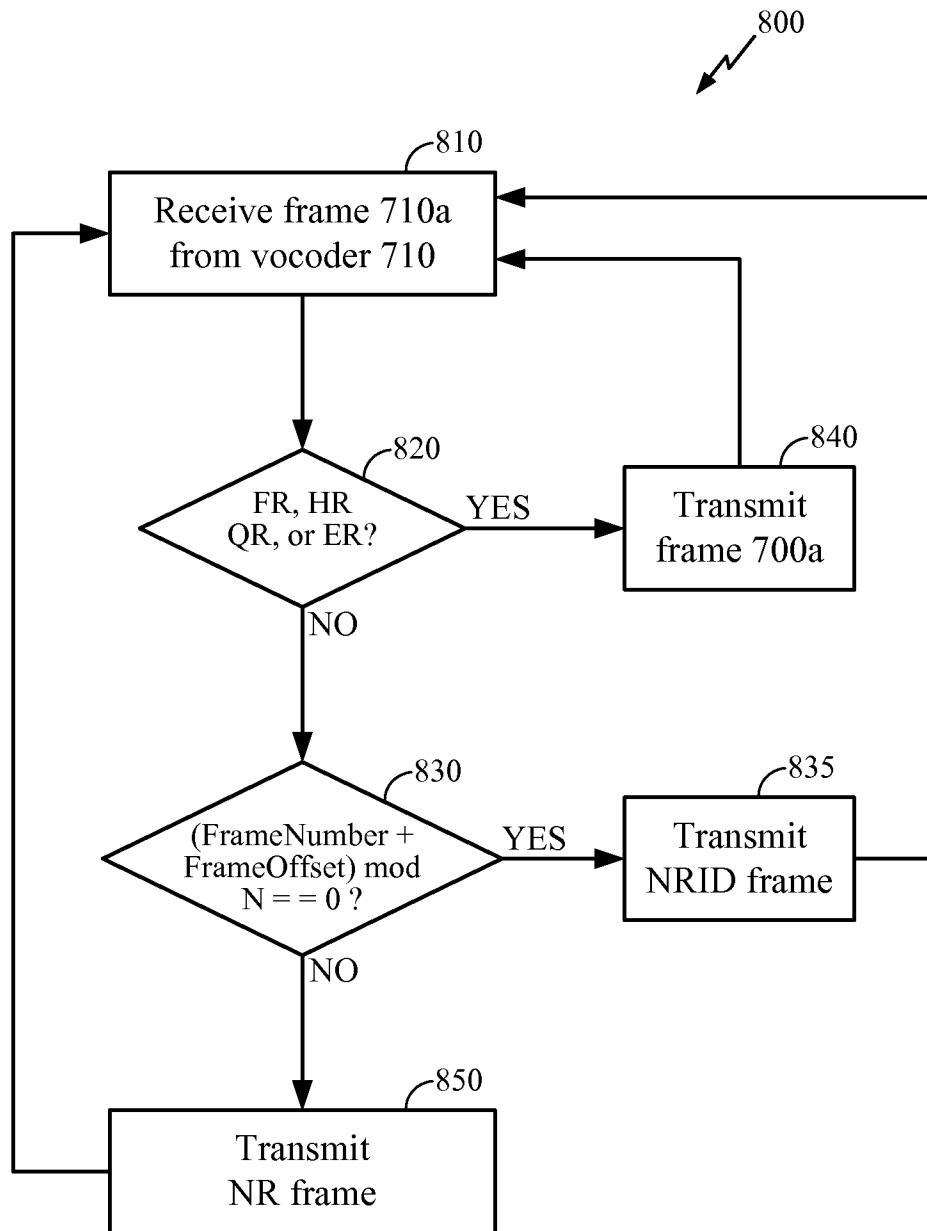 800
810
Receive frame 710a
from vocoder 710
820
FR, HR
QR, or ER?
YES
840
Transmit
frame 700a
NO
830
(FrameNumber +
FrameOffset) mod
N = = 0 ?
YES
835
Transmit
NRID frame
NO
850
Transmit
NR frame